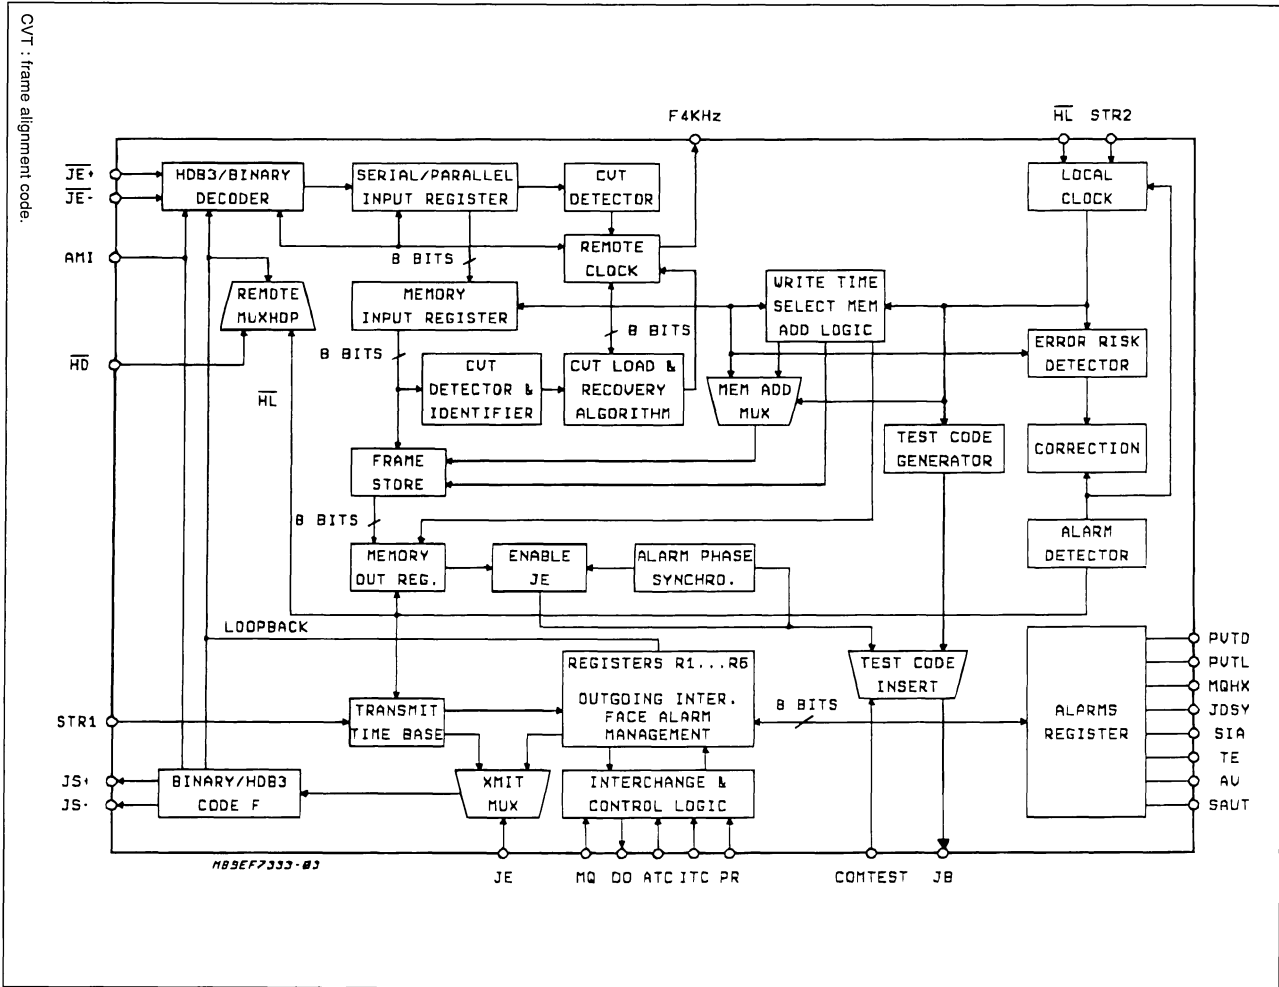 CVT : frame alignment code.
F4KHz
HL STR2
JE+
JE-
HDB3/BINARY
DECODER
SERIAL/PARALLEL
INPUT REGISTER
CVT
DETECTOR
LOCAL
CLOCK
AMI
8 BITS
REMOTE
CLOCK
REMOTE
MUXHDP
MEMORY
INPUT REGISTER
WRITE TIME
SELECT MEM
ADD LOGIC
8 BITS
8 BITS
HD
HL
CVT
DETECTOR &
IDENTIFIER
CVT LOAD &
RECOVERY
ALGORITHM
MEM ADD
MUX
ERROR RISK
DETECTOR
TEST CODE
GENERATOR
CORRECTION
FRAME
STORE
8 BITS
MEMORY
OUT REG.
ENABLE
JE
ALARM PHASE
SYNCHRO.
ALARM
DETECTOR
LOOPBACK
REGISTERS R1...R6
OUTGOING INTER.
FACE ALARM
MANAGEMENT
TEST CODE
INSERT
8 BITS
ALARMS
REGISTER
PVTD
PVTL
MQHX
JDSY
SIA
TE
AV
SAUT
STR1
TRANSMIT
TIME BASE
JS+
JS-
BINARY/HDB3
CODE F
XMIT
MUX
INTERCHANGE &
CONTROL LOGIC
M89EF7333-03
JE MQ DO ATC ITC PR COMTEST JB